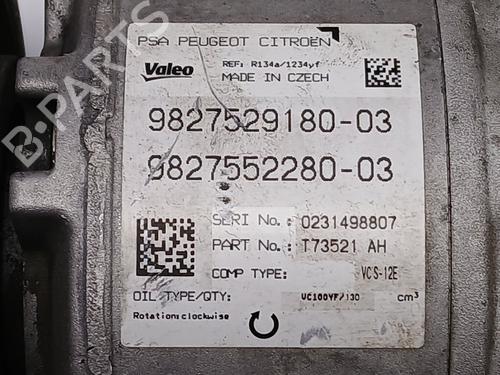 PSA PEUGEOT CITROËN
Valeo
REF: R134a/1234yf
MADE IN CZECH
9827529180-03
9827552280-03
SERI No.: 0231498807
PART No.: T73521 AH
COMP TYPE: VCS-12E
OIL TYPE/QTY: VC100YF/130 cm³
Rotation:clockwise
B-PARTS